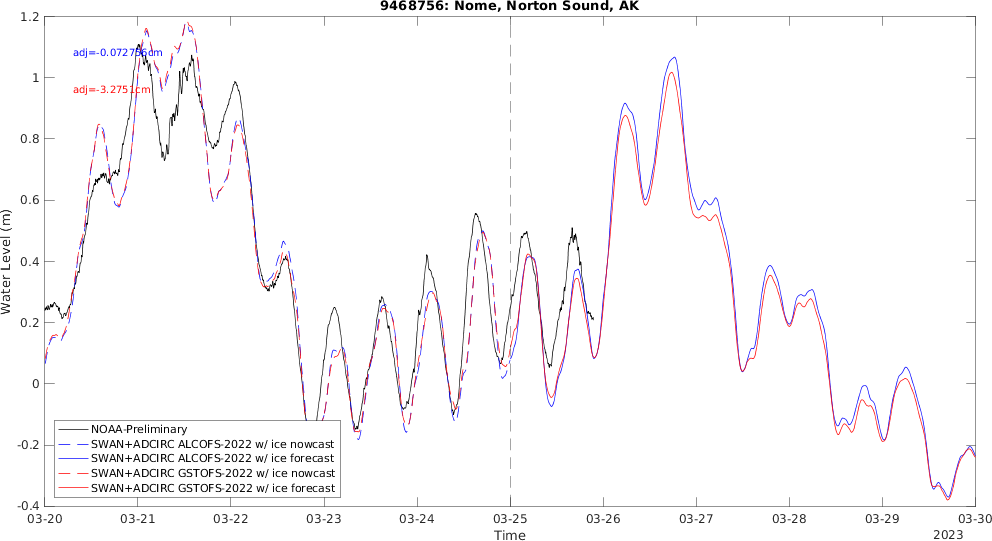 9468756: Nome, Norton Sound, AK
1.2
1
0.8
0.6
0.4
0.2
0
-0.2
-0.4
Water Level (m)
adj=-0.072756cm
adj=-3.2751cm
NOAA-Preliminary
SWAN+ADCIRC ALCOFS-2022 w/ ice nowcast
SWAN+ADCIRC ALCOFS-2022 w/ ice forecast
SWAN+ADCIRC GSTOFS-2022 w/ ice nowcast
SWAN+ADCIRC GSTOFS-2022 w/ ice forecast
03-20 03-21 03-22 03-23 03-24 03-25 03-26 03-27 03-28 03-29 03-30
Time
2023